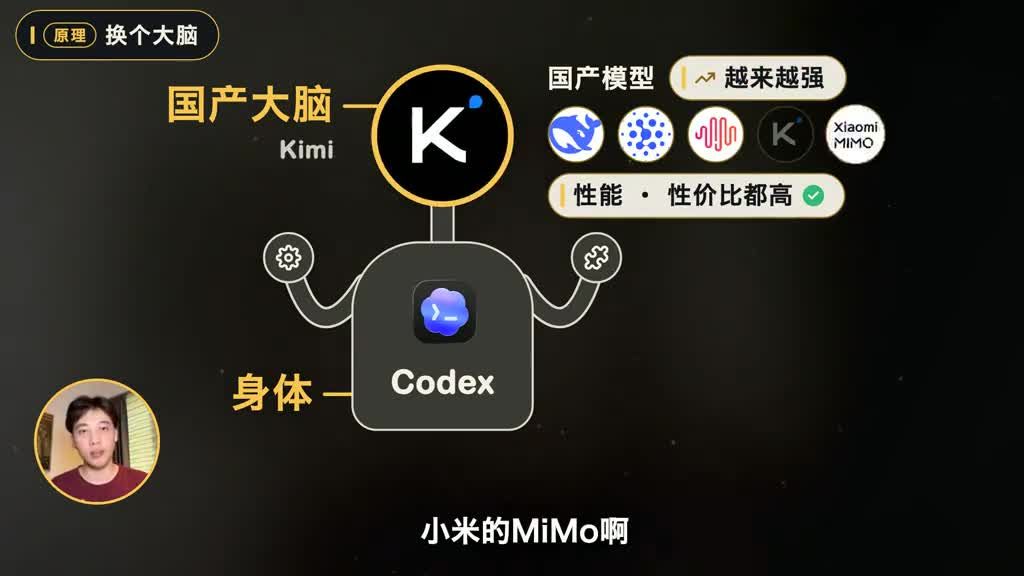 原理 换个大脑
国产大脑
Kimi
K
国产模型 越来越强
K
Xiaomi
MIMO
性能 · 性价比都高
Codex
身体
小米的MiMo啊